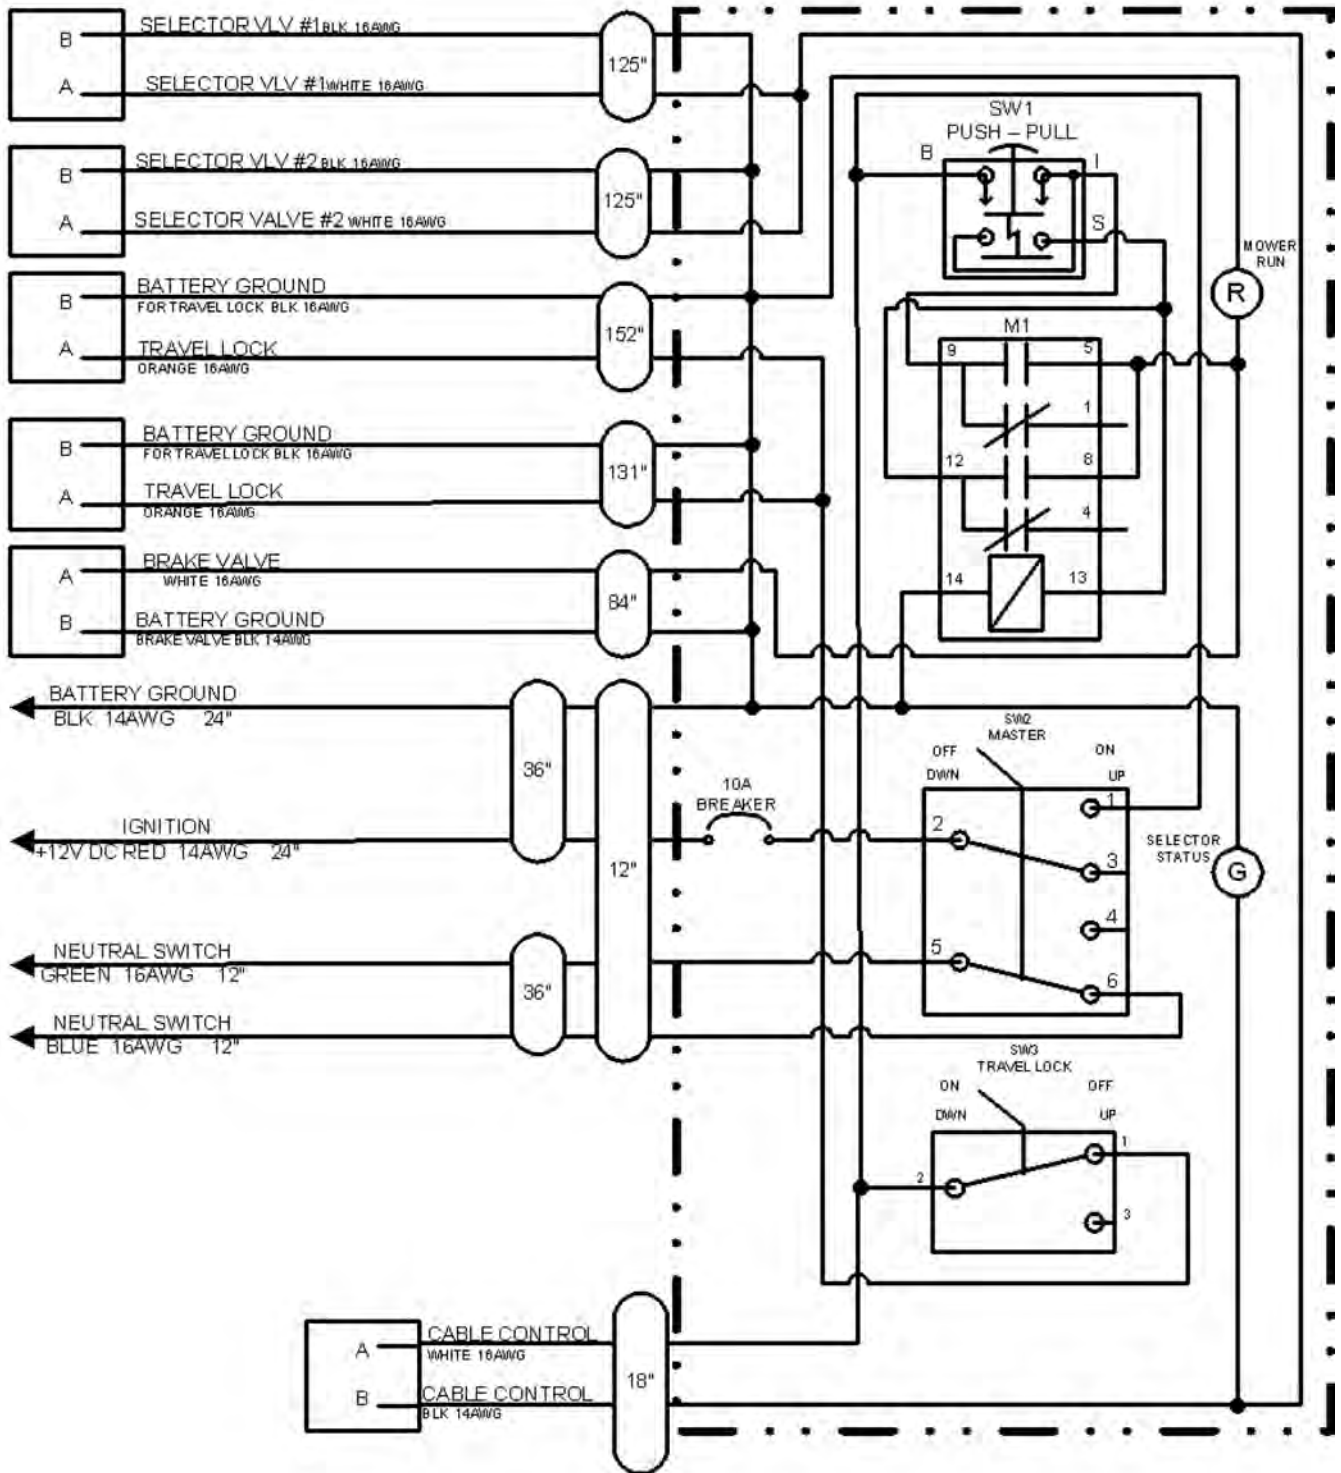 B
SELECTOR VLV #1 BLK 16AWG
A
SELECTOR VLV #1 WHITE 16AWG
125"
B
SELECTOR VLV #2 BLK 16AWG
A
SELECTOR VALVE #2 WHITE 16AWG
125"
B
BATTERY GROUND
FOR TRAVEL LOCK BLK 16AWG
A
TRAVEL LOCK
ORANGE 16AWG
152"
B
BATTERY GROUND
FOR TRAVEL LOCK BLK 16AWG
A
TRAVEL LOCK
ORANGE 16AWG
131"
A
BRAKE VALVE
WHITE 16AWG
B
BATTERY GROUND
BRAKE VALVE BLK 14AWG
84"
BATTERY GROUND
BLK 14AWG 24"
36"
IGNITION
+12V DC RED 14AWG 24"
12"
NEUTRAL SWITCH
GREEN 16AWG 12"
36"
NEUTRAL SWITCH
BLUE 16AWG 12"
SW1
PUSH - PULL
B
I
S
MOWER
RUN
R
M1
9
5
1
12
8
4
14
13
10A
BREAKER
SW2
MASTER
OFF
ON
DWN
UP
1
2
3
4
5
6
SELECTOR
STATUS
G
SW3
TRAVEL LOCK
ON
OFF
DWN
UP
1
2
3
A
CABLE CONTROL
WHITE 16AWG
B
CABLE CONTROL
BLK 14AWG
18"